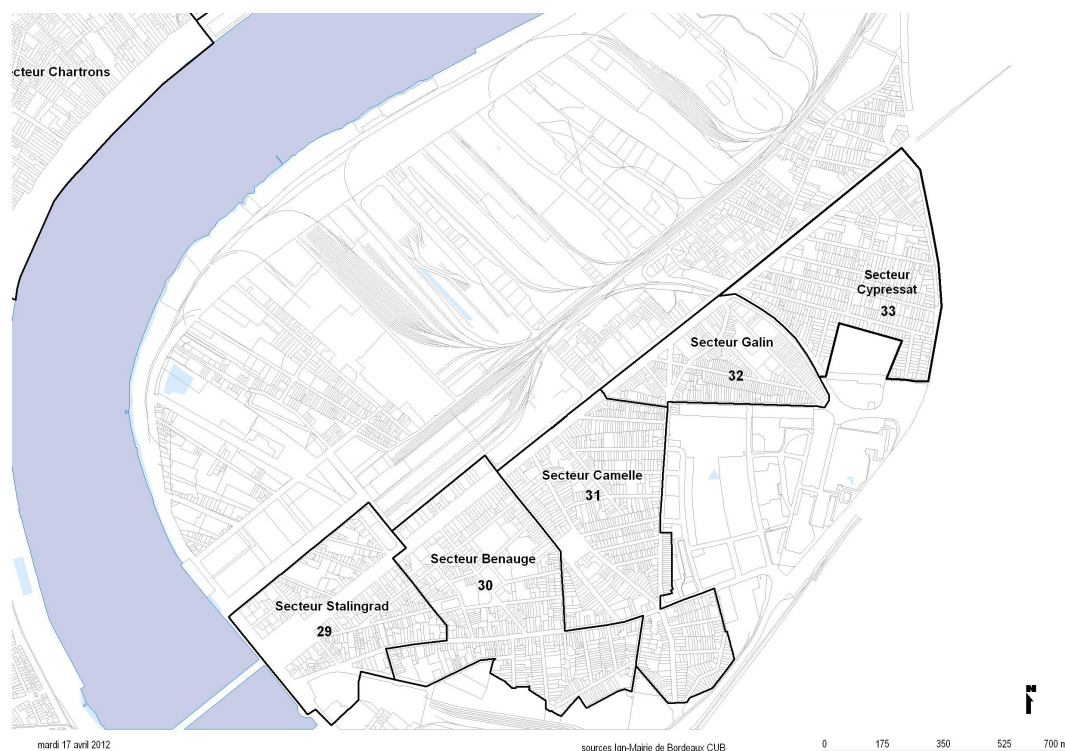 ecteur Chartrons
Secteur
Cypressat
33
Secteur Galin
32
Secteur Camelle
31
Secteur Benauge
30
Secteur Stalingrad
29
N
mardi 17 avril 2012
sources Ign-Mairie de Bordeaux CUB
0 175 350 525 700 m